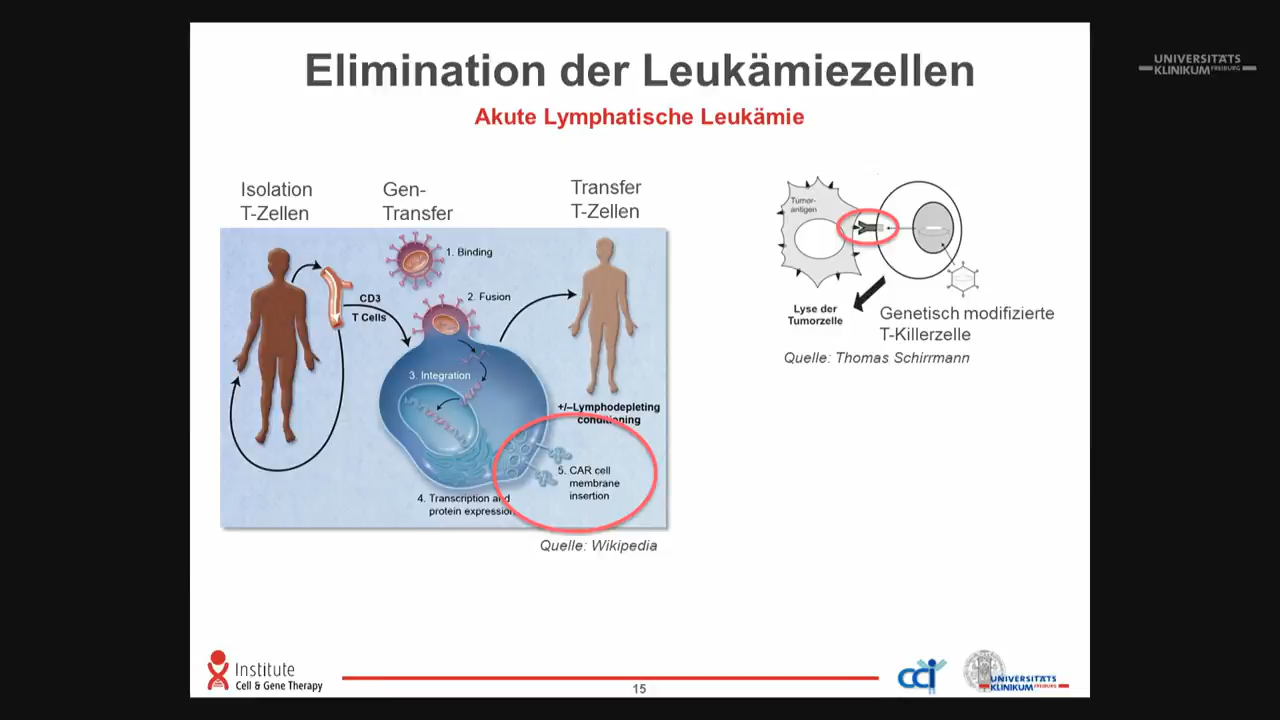 Elimination der Leukämiezellen
Akute Lymphatische Leukämie
UNIVERSITÄTS
KLINIKUM FREIBURG
Isolation
T-Zellen
Gen-
Transfer
Transfer
T-Zellen
1. Binding
2. Fusion
CD3
T Cells
3. Integration
+/–Lymphodepleting
conditioning
5. CAR cell
membrane
insertion
4. Transcription and
protein expression
Quelle: Wikipedia
Tumor-
antigen
Lyse der
Tumorzelle
Genetisch modifizierte
T-Killerzelle
Quelle: Thomas Schirrmann
Institute
Cell & Gene Therapy
15
cci
UNIVERSITÄTS
KLINIKUM FREIBURG